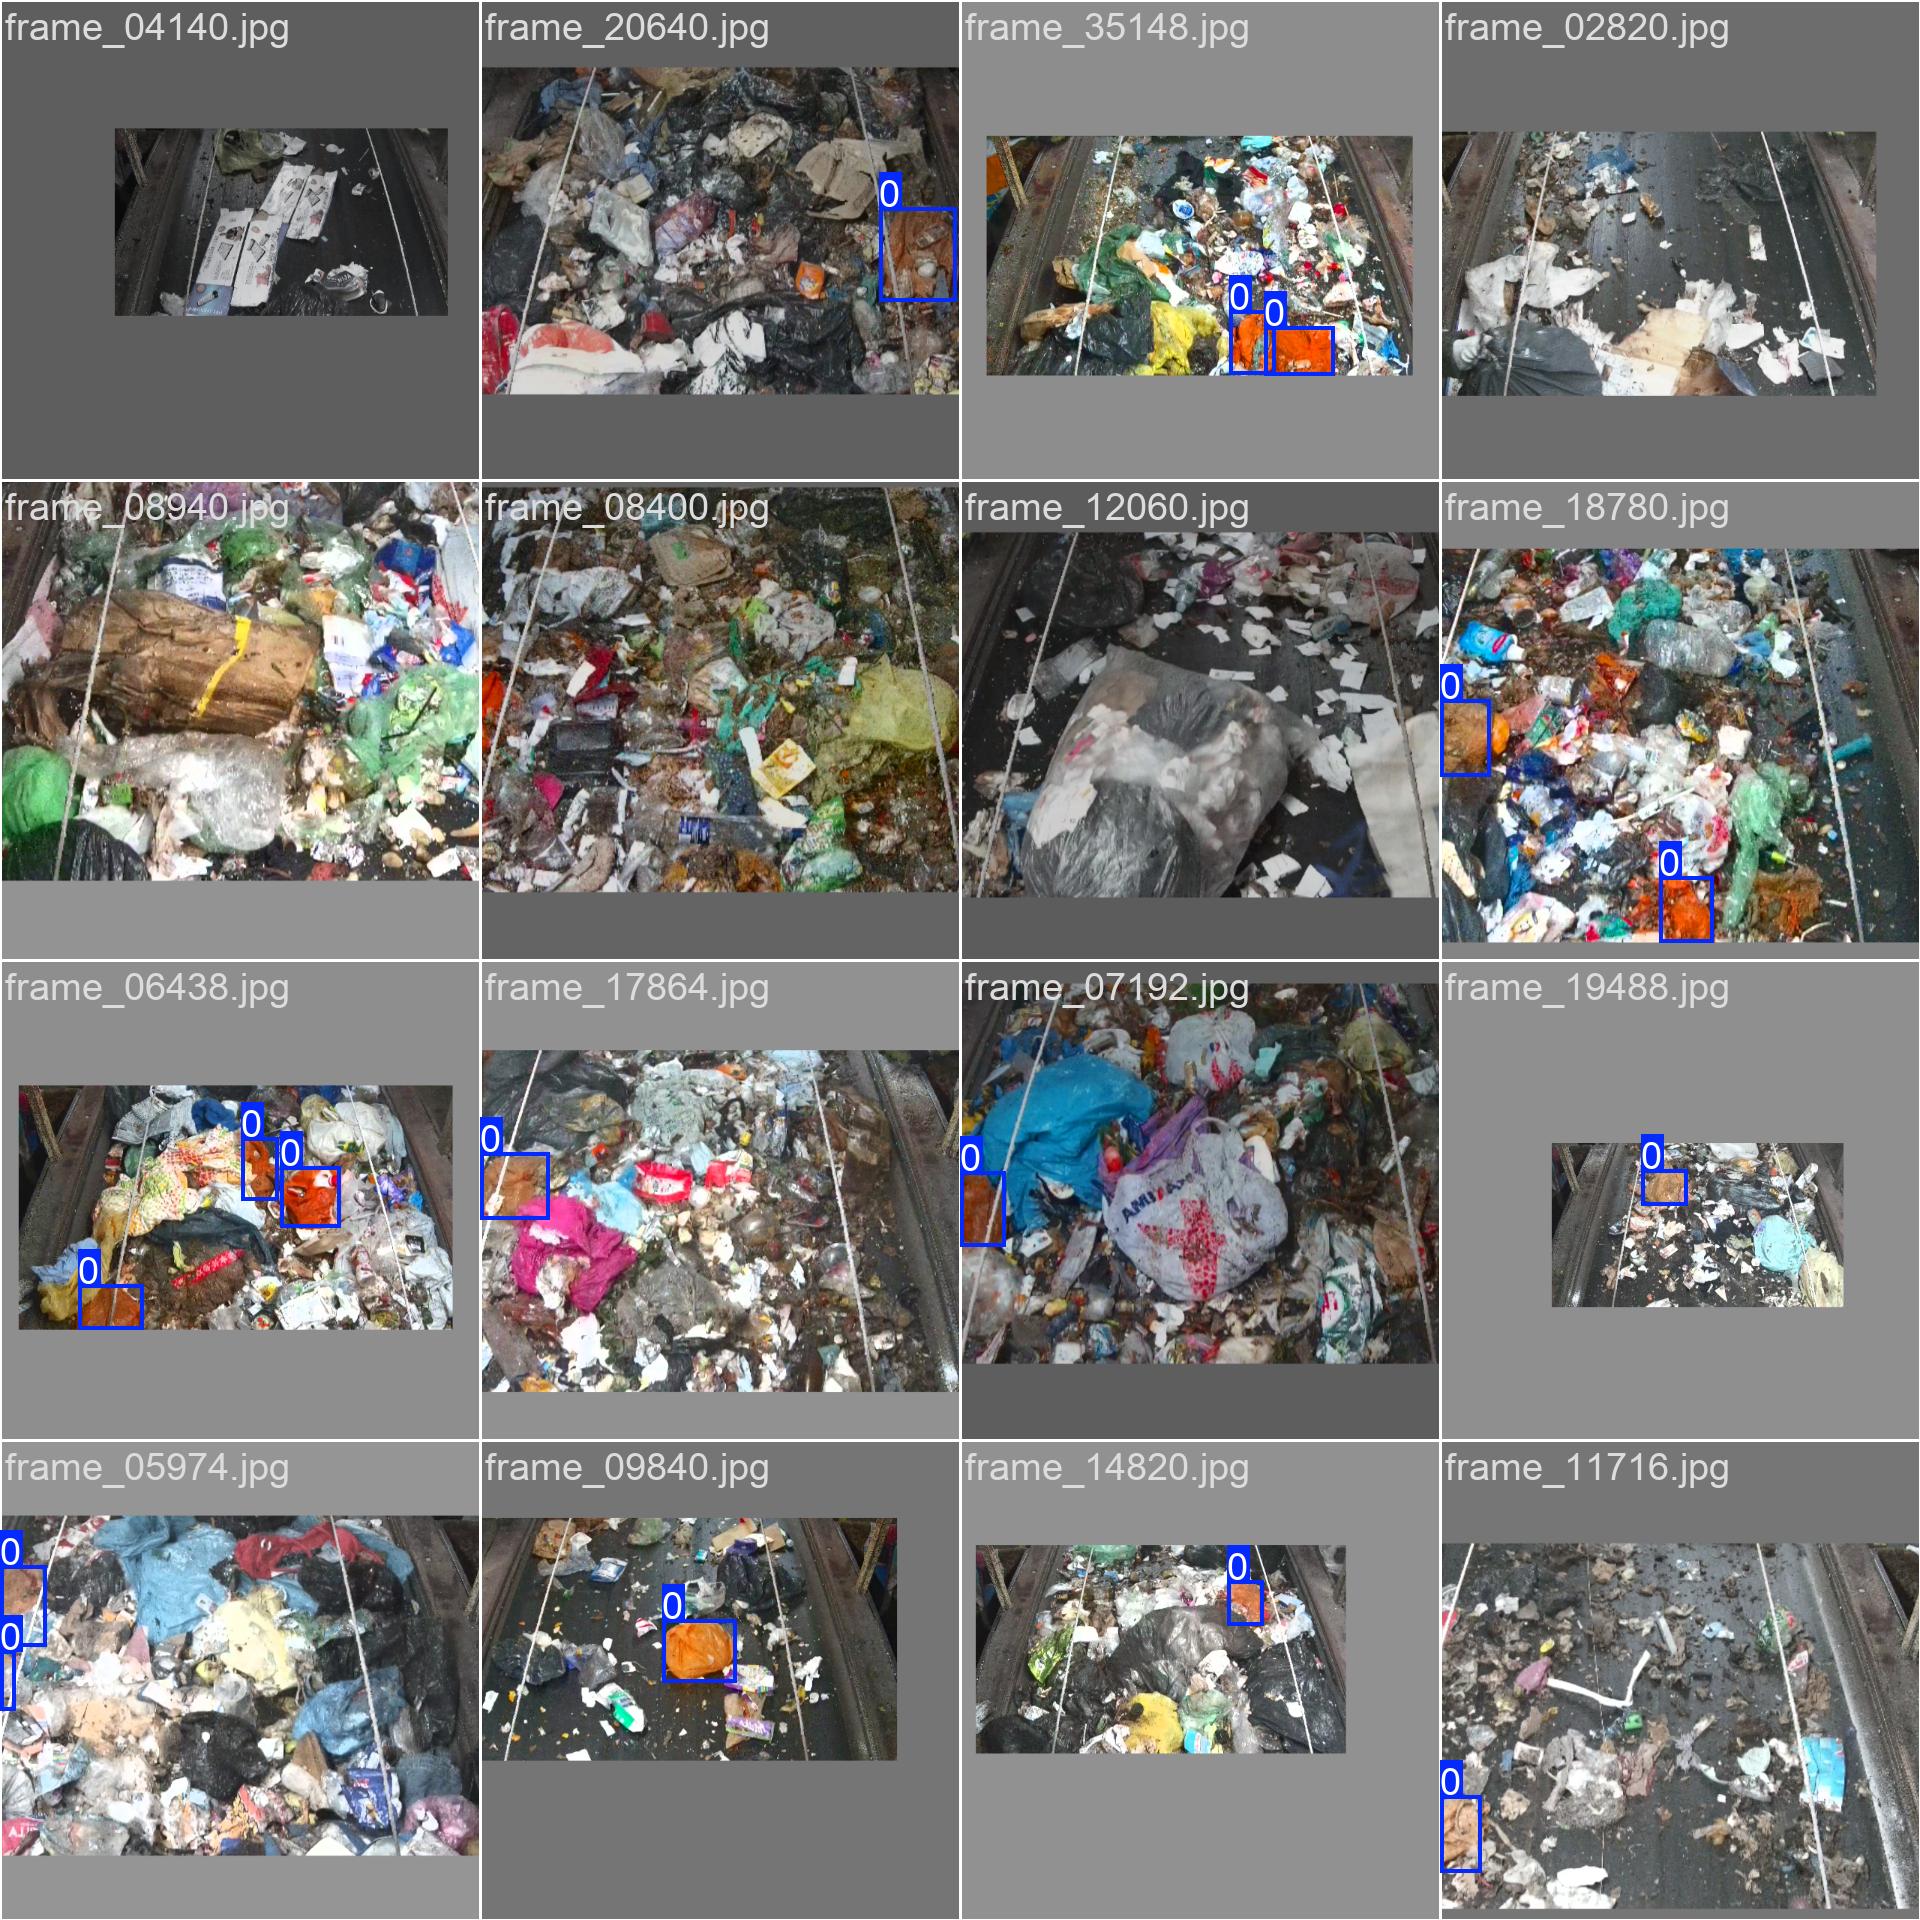 frame_04140.jpg
frame_20640.jpg
frame_35148.jpg
frame_02820.jpg
0
0
0
frame_08940.jpg
frame_08400.jpg
frame_12060.jpg
frame_18780.jpg
0
0
frame_06438.jpg
frame_17864.jpg
frame_07192.jpg
frame_19488.jpg
0
0
0
0
0
0
frame_05974.jpg
frame_09840.jpg
frame_14820.jpg
frame_11716.jpg
0
0
0
0
0